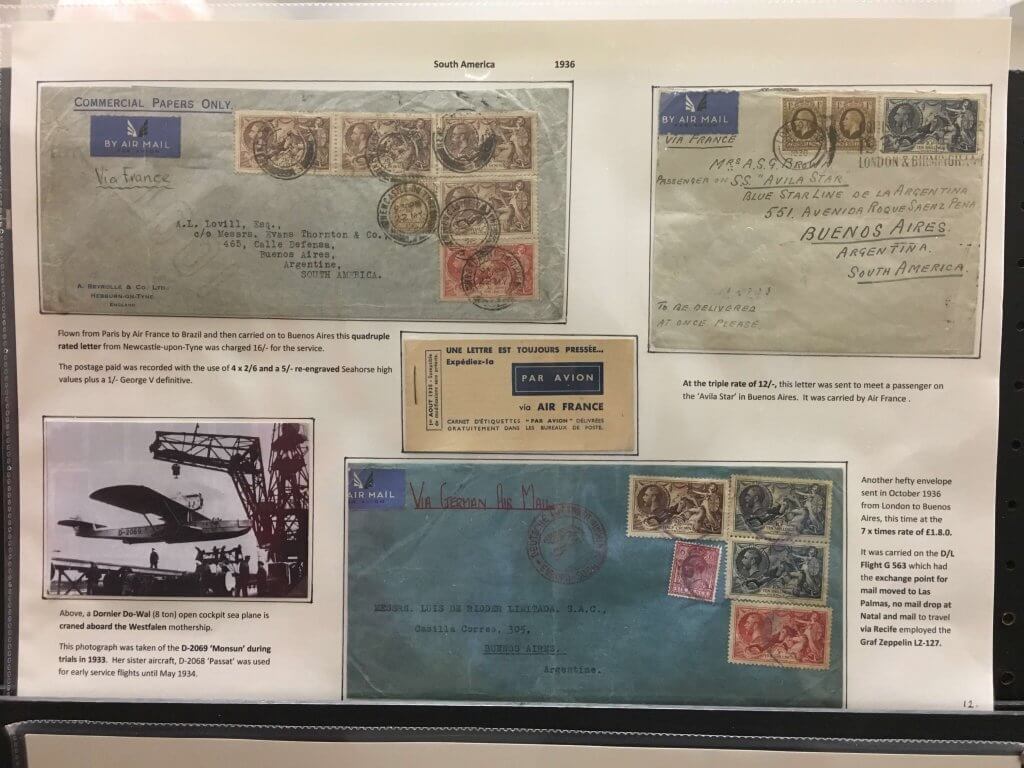 South America 1936
COMMERCIAL PAPERS ONLY.
BY AIR MAIL
Via France
A.L. Lovill, Esq.,
c/o Messrs. Evans Thornton & Co.,
465, Calle Defensa,
Buenos Aires,
Argentine,
SOUTH AMERICA.
A. REYROLLE & CO. LTD.
HEBBURN-ON-TYNE
ENGLAND
Flown from Paris by Air France to Brazil and then carried on to Buenos Aires this quadruple
rated letter from Newcastle-upon-Tyne was charged 16/- for the service.
The postage paid was recorded with the use of 4 x 2/6 and a 5/- re-engraved Seahorse high
values plus a 1/- George V definitive.
BY AIR MAIL
VIA FRANCE
LONDON & BIRMINGHAM
MRS A.S.G. BROWN
PASSENGER ON S.S. "AVILA STAR"
BLUE STAR LINE DE LA ARGENTINA
551. AVENIDA ROQUE SAENZ PENA
BUENOS AIRES.
ARGENTINA.
SOUTH AMERICA.
TO BE DELIVERED
AT ONCE PLEASE.
At the triple rate of 12/-, this letter was sent to meet a passenger on
the 'Avila Star' in Buenos Aires. It was carried by Air France .
UNE LETTRE EST TOUJOURS PRESSÉE...
Expédiez-la
PAR AVION
via AIR FRANCE
CARNET D'ÉTIQUETTES "PAR AVION" DÉLIVRÉES
GRATUITEMENT DANS LES BUREAUX DE POSTE.
1er AOUT 1935 - Susceptible
de modifications sans préavis.
D-2069
Above, a Dornier Do-Wal (8 ton) open cockpit sea plane is
craned aboard the Westfalen mothership.
This photograph was taken of the D-2069 'Monsun' during
trials in 1933. Her sister aircraft, D-2068 'Passat' was used
for early service flights until May 1934.
AIR MAIL
VIA GERMAN AIR MAIL
MESSRS. LUIS DE RIDDER LIMITADA. S.A.C.,
Casilla Correo, 305,
BUENOS AIRES.
Argentine.
Another hefty envelope
sent in October 1936
from London to Buenos
Aires, this time at the
7 x times rate of £1.8.0.
It was carried on the D/L
Flight G 563 which had
the exchange point for
mail moved to Las
Palmas, no mail drop at
Natal and mail to travel
via Recife employed the
Graf Zeppelin LZ-127.
12.